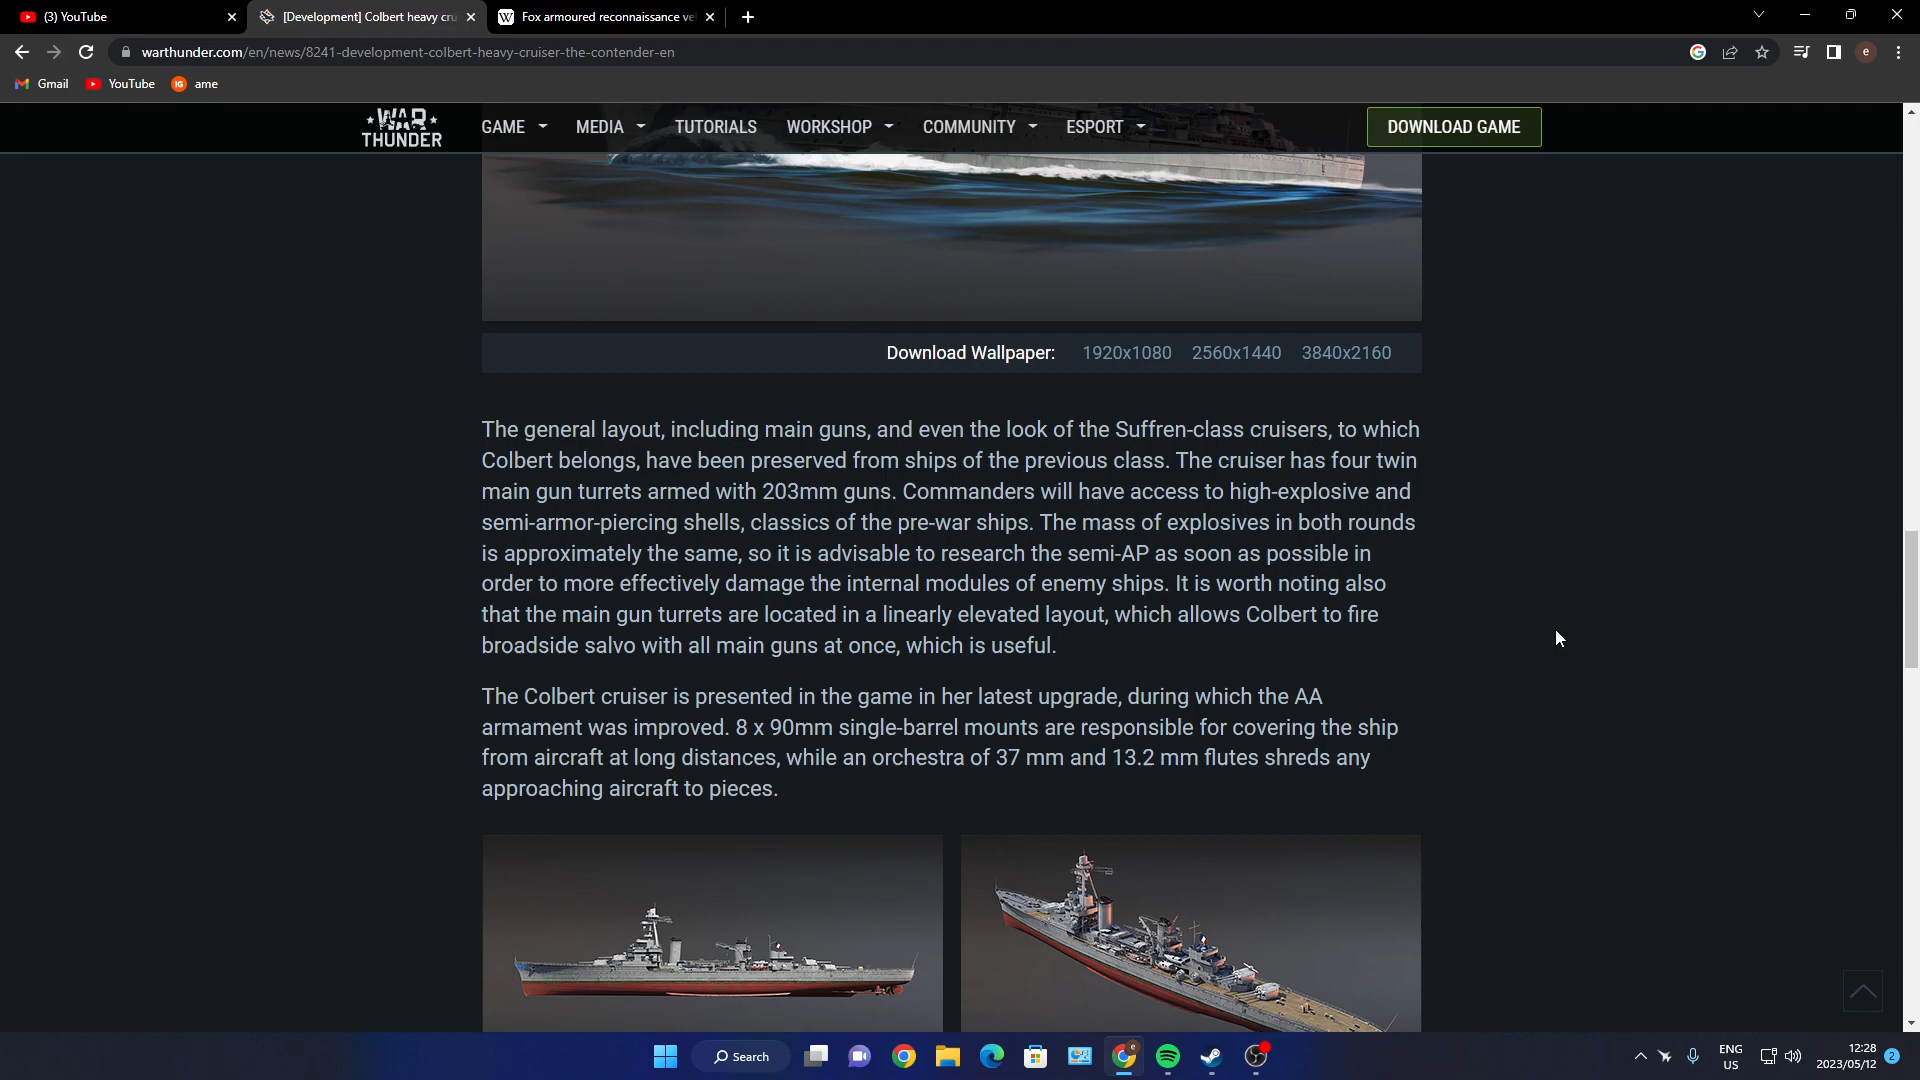 (3) YouTube
[Development] Colbert heavy cru
Fox armoured reconnaissance ve
warthunder.com/en/news/8241-development-colbert-heavy-cruiser-the-contender-en
e
Gmail
YouTube
IG
ame
WAR THUNDER
GAME
MEDIA
TUTORIALS
WORKSHOP
COMMUNITY
ESPORT
DOWNLOAD GAME
Download Wallpaper: 1920x1080 2560x1440 3840x2160
The general layout, including main guns, and even the look of the Suffren-class cruisers, to which
Colbert belongs, have been preserved from ships of the previous class. The cruiser has four twin
main gun turrets armed with 203mm guns. Commanders will have access to high-explosive and
semi-armor-piercing shells, classics of the pre-war ships. The mass of explosives in both rounds
is approximately the same, so it is advisable to research the semi-AP as soon as possible in
order to more effectively damage the internal modules of enemy ships. It is worth noting also
that the main gun turrets are located in a linearly elevated layout, which allows Colbert to fire
broadside salvo with all main guns at once, which is useful.
The Colbert cruiser is presented in the game in her latest upgrade, during which the AA
armament was improved. 8 x 90mm single-barrel mounts are responsible for covering the ship
from aircraft at long distances, while an orchestra of 37 mm and 13.2 mm flutes shreds any
approaching aircraft to pieces.
Search
ENG
US
12:28
2023/05/12
2